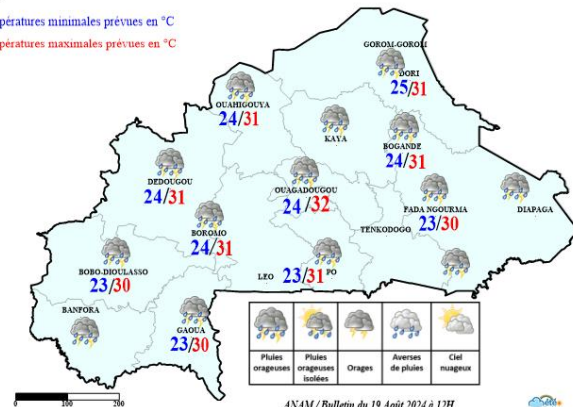 pératures minimales prévues en °C
pératures maximales prévues en °C
GOROM-GOROM
DORI
25/31
OUAHIGOUYA
24/31
KAYA
BOGANDE
24/31
DEDOUGOU
24/31
OUAGADOUGOU
24/32
FADA NGOURMA
23/30
DIAPAGA
BOROMO
24/31
TENKODOGO
BOBO-DIOULASSO
23/30
LEO
23/31
PO
BANFORA
GAOUA
23/30
Pluies orageuses
Pluies orageuses isolées
Orages
Averses de pluies
Ciel nuageux
0 100 200
ANAM / Bulletin du 19 Août 2024 à 12H